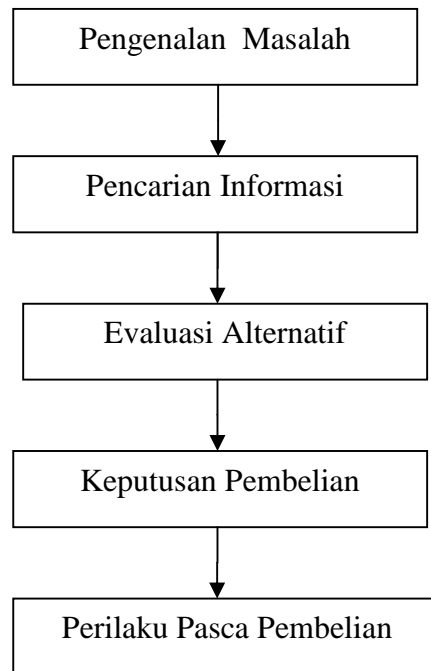 Pengenalan Masalah
Pencarian Informasi
Evaluasi Alternatif
Keputusan Pembelian
Perilaku Pasca Pembelian